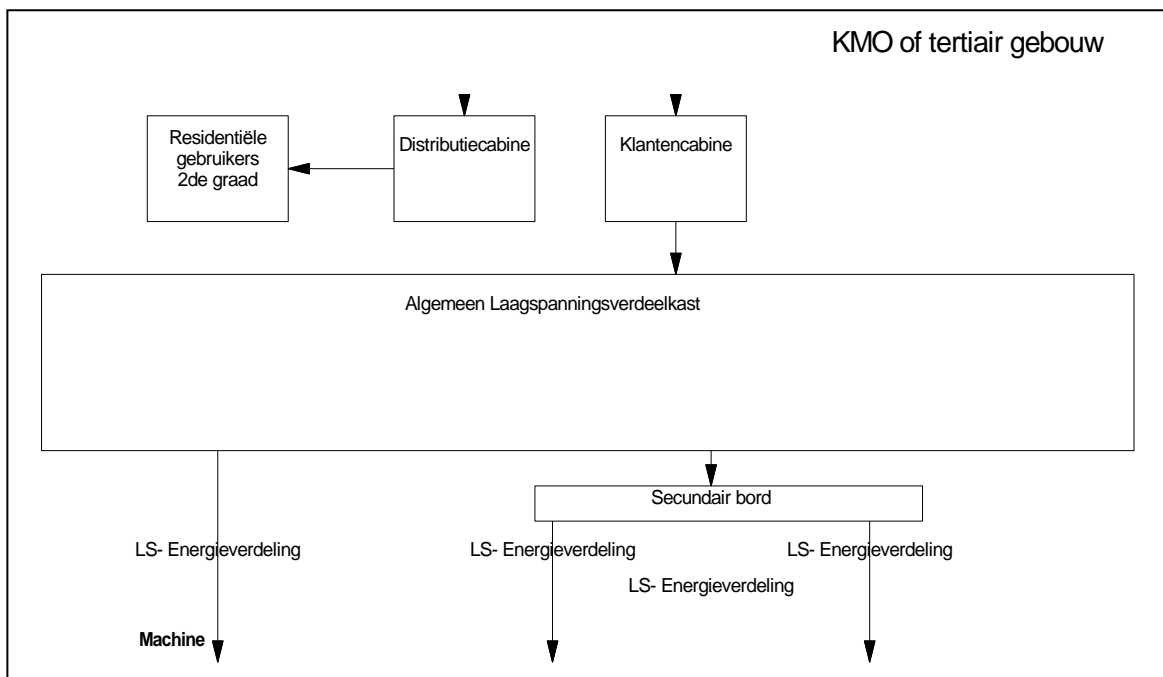 KMO of tertiair gebouw
Residentiële
gebruikers
2de graad
Distributiecabine
Klantencabine
Algemeen Laagspanningsverdeelkast
Secundair bord
LS- Energieverdeling
LS- Energieverdeling
LS- Energieverdeling
LS- Energieverdeling
Machine